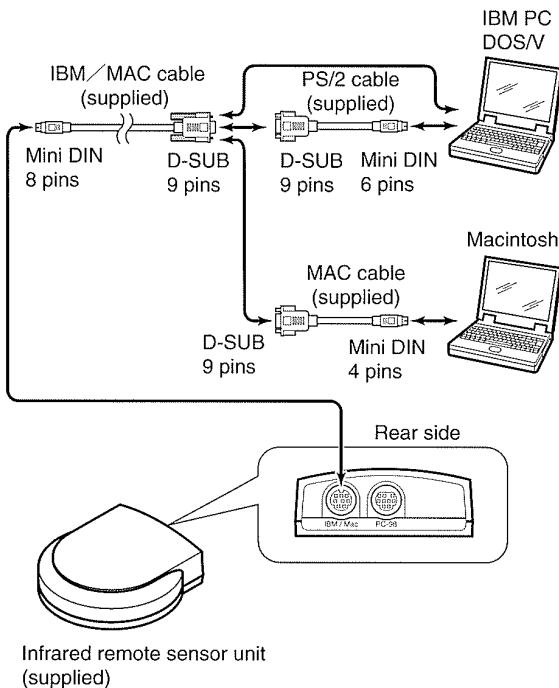 IBM PC
DOS/V
IBM／MAC cable
(supplied)
PS/2 cable
(supplied)
Mini DIN
8 pins
D-SUB
9 pins
D-SUB
9 pins
Mini DIN
6 pins
Macintosh
MAC cable
(supplied)
D-SUB
9 pins
Mini DIN
4 pins
Rear side
IBM / Mac
PC-98
Infrared remote sensor unit
(supplied)